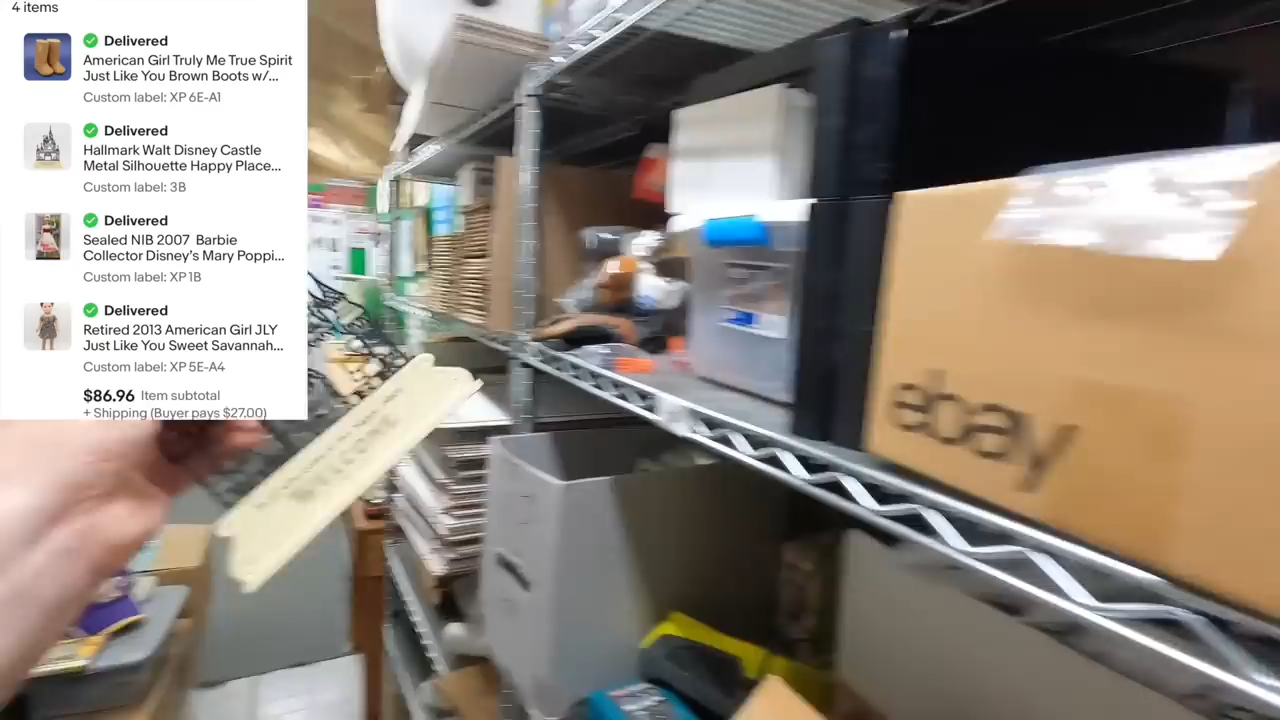 4 items
Delivered
American Girl Truly Me True Spirit
Just Like You Brown Boots w/...
Custom label: XP 6E-A1
Delivered
Hallmark Walt Disney Castle
Metal Silhouette Happy Place...
Custom label: 3B
Delivered
Sealed NIB 2007 Barbie
Collector Disney's Mary Poppi...
Custom label: XP 1B
Delivered
Retired 2013 American Girl JLY
Just Like You Sweet Savannah...
Custom label: XP 5E-A4
$86.96 Item subtotal
+ Shipping (Buyer pays $27.00)
ebay